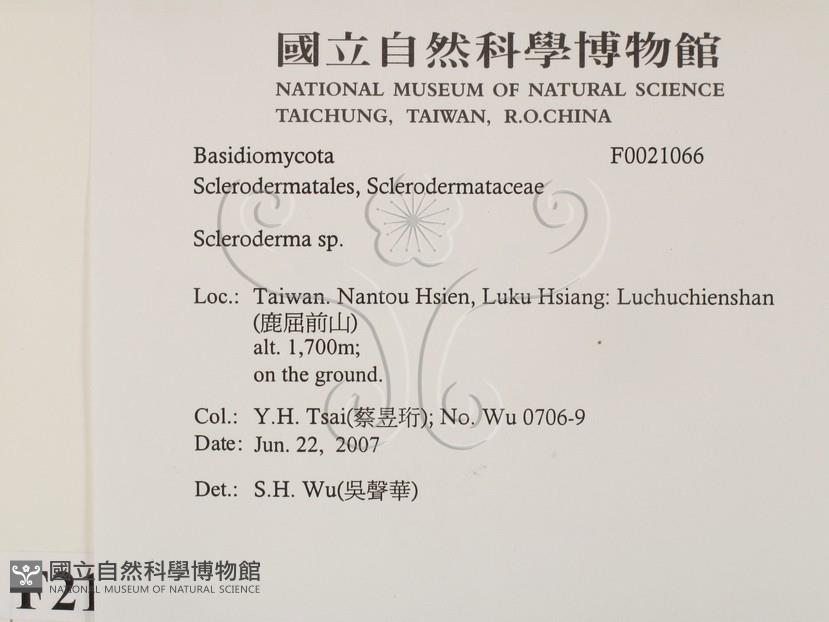 國立自然科學博物館
NATIONAL MUSEUM OF NATURAL SCIENCE
TAICHUNG, TAIWAN, R.O.CHINA
Basidiomycota F0021066
Sclerodermatales, Sclerodermataceae
Scleroderma sp.
Loc.: Taiwan. Nantou Hsien, Luku Hsiang: Luchuchienshan
(鹿屈前山)
alt. 1,700m;
on the ground.
Col.: Y.H. Tsai(蔡昱珩); No. Wu 0706-9
Date: Jun. 22, 2007
Det.: S.H. Wu(吳聲華)
國立自然科學博物館
NATIONAL MUSEUM OF NATURAL SCIENCE